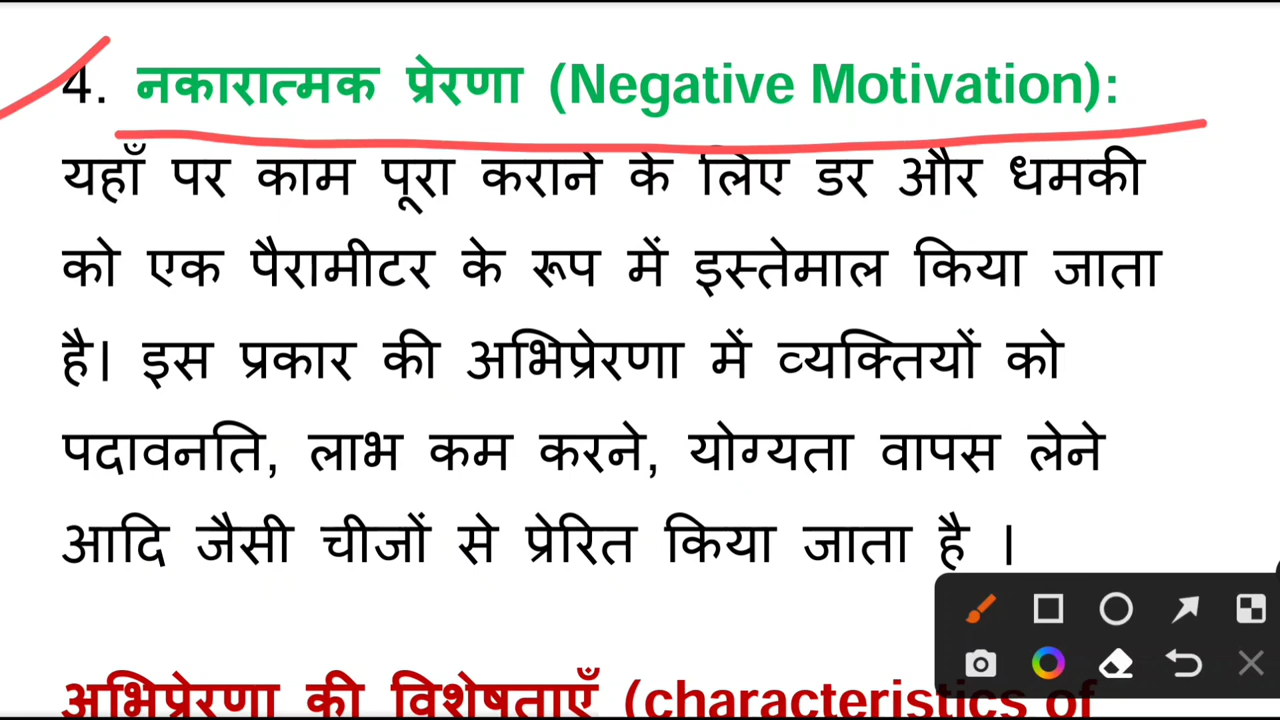 4. नकारात्मक प्रेरणा (Negative Motivation):
यहाँ पर काम पूरा कराने के लिए डर और धमकी
को एक पैरामीटर के रूप में इस्तेमाल किया जाता
है। इस प्रकार की अभिप्रेरणा में व्यक्तियों को
पदावनति, लाभ कम करने, योग्यता वापस लेने
आदि जैसी चीजों से प्रेरित किया जाता है ।
अभिप्रेरणा की विशेषताएँ (characteristics of